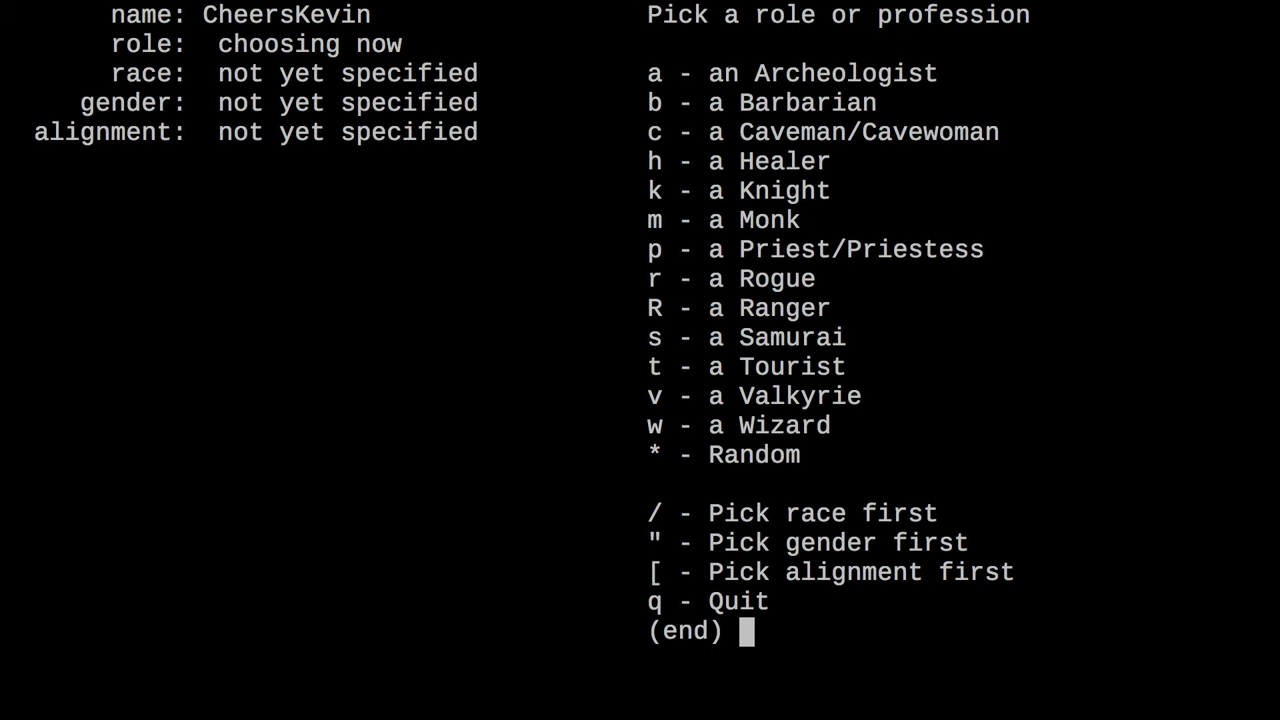 name: CheersKevin
role: choosing now
race: not yet specified
gender: not yet specified
alignment: not yet specified
Pick a role or profession
a - an Archeologist
b - a Barbarian
c - a Caveman/Cavewoman
h - a Healer
k - a Knight
m - a Monk
p - a Priest/Priestess
r - a Rogue
R - a Ranger
s - a Samurai
t - a Tourist
v - a Valkyrie
w - a Wizard
* - Random
/ - Pick race first
" - Pick gender first
[ - Pick alignment first
q - Quit
(end)